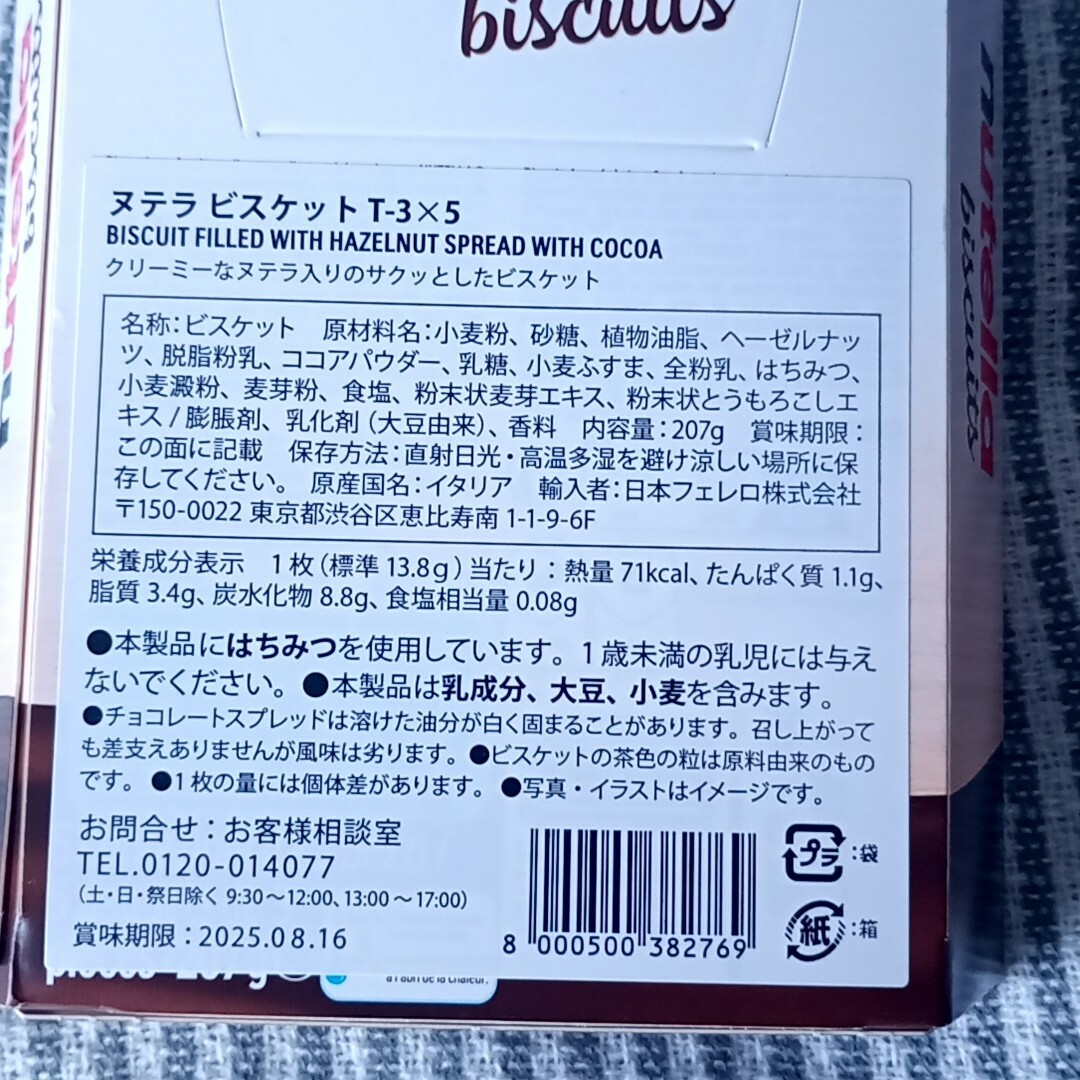 biscuits
nutella
biscuits
ヌテラ ビスケット T-3×5
BISCUIT FILLED WITH HAZELNUT SPREAD WITH COCOA
クリーミーなヌテラ入りのサクッとしたビスケット
名称：ビスケット　原材料名：小麦粉、砂糖、植物油脂、ヘーゼルナッ
ツ、脱脂粉乳、ココアパウダー、乳糖、小麦ふすま、全粉乳、はちみつ、
小麦澱粉、麦芽粉、食塩、粉末状麦芽エキス、粉末状とうもろこしエ
キス / 膨脹剤、乳化剤（大豆由来）、香料　内容量：207g　賞味期限：
この面に記載　保存方法：直射日光・高温多湿を避け涼しい場所に保
存してください。　原産国名：イタリア　輸入者：日本フェレロ株式会社
〒150-0022 東京都渋谷区恵比寿南 1-1-9-6F
栄養成分表示　1枚（標準 13.8g）当たり：熱量 71kcal、たんぱく質 1.1g、
脂質 3.4g、炭水化物 8.8g、食塩相当量 0.08g
●本製品にはちみつを使用しています。1歳未満の乳児には与え
ないでください。●本製品は乳成分、大豆、小麦を含みます。
●チョコレートスプレッドは溶けた油分が白く固まることがあります。召し上がって
も差支えありませんが風味は劣ります。●ビスケットの茶色の粒は原料由来のもの
です。●1枚の量には個体差があります。●写真・イラストはイメージです。
お問合せ：お客様相談室
TEL.0120-014077
（土・日・祭日除く 9:30～12:00、13:00～17:00）
賞味期限：2025.08.16
8 000500 382769
プラ：袋
紙：箱
à l'abri de la chaleur.